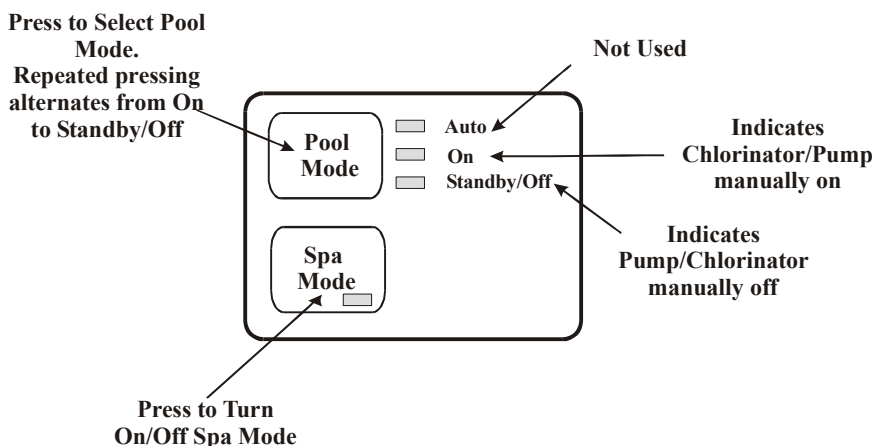 Press to Select Pool
Mode.
Repeated pressing
alternates from On
to Standby/Off
Not Used
Pool
Mode
Auto
On
Standby/Off
Indicates
Chlorinator/Pump
manually on
Indicates
Pump/Chlorinator
manually off
Spa
Mode
Press to Turn
On/Off Spa Mode